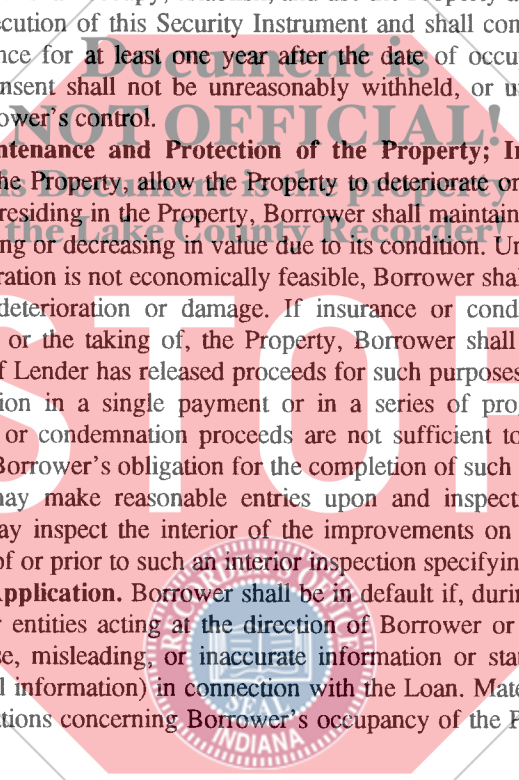 ecution of this Security Instrument and shall con
nce for at least one year after the date of occu
nsent shall not be unreasonably withheld, or u
ower's control.
ntenance and Protection of the Property; I
he Property, allow the Property to deteriorate or
residing in the Property, Borrower shall maintain
ng or decreasing in value due to its condition. U
ration is not economically feasible, Borrower sha
deterioration or damage. If insurance or cond
or the taking of, the Property, Borrower shall
f Lender has released proceeds for such purposes
ion in a single payment or in a series of pro
or condemnation proceeds are not sufficient to
Borrower's obligation for the completion of such
may make reasonable entries upon and inspect
ay inspect the interior of the improvements on
of or prior to such an interior inspection specifyin
Application. Borrower shall be in default if, durin
entities acting at the direction of Borrower or
se, misleading, or inaccurate information or stat
l information) in connection with the Loan. Mate
tions concerning Borrower's occupancy of the P
Document is
NOT OFFICIAL!
is Document is the property
the Lake County Recorder!
STOP
RECORDERS OFFICE
SEAL
INDIANA